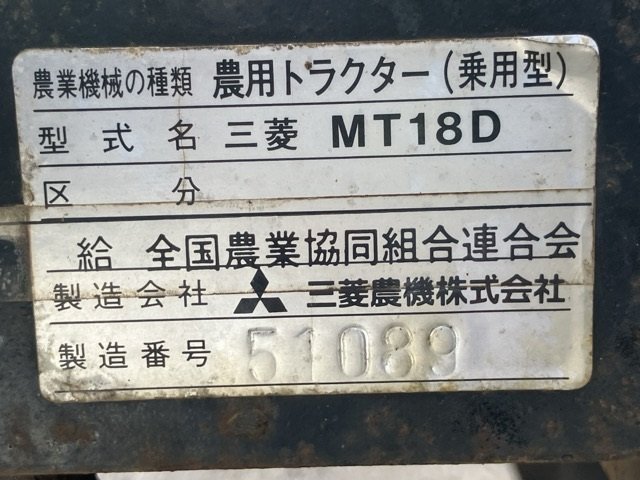 農業機械の種類 農用トラクター(乗用型)
型式名 三菱 MT18D
区分
給 全国農業協同組合連合会
製造会社 三菱農機株式会社
製造番号 51089